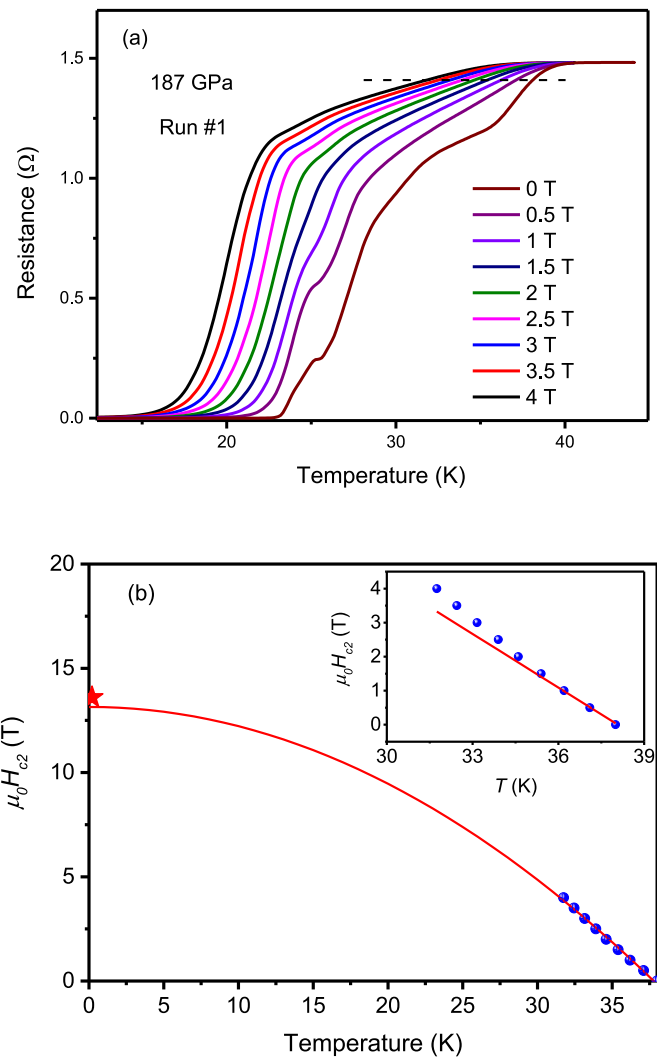 (a)
187 GPa
Run #1
Resistance (Ω)
1.5
1.0
0.5
0.0
0 T
0.5 T
1 T
1.5 T
2 T
2.5 T
3 T
3.5 T
4 T
20
30
40
Temperature (K)
(b)
μ₀Hc2 (T)
20
15
10
5
0
μ₀Hc2 (T)
4
3
2
1
0
30
33
36
39
T (K)
0
5
10
15
20
25
30
35
Temperature (K)